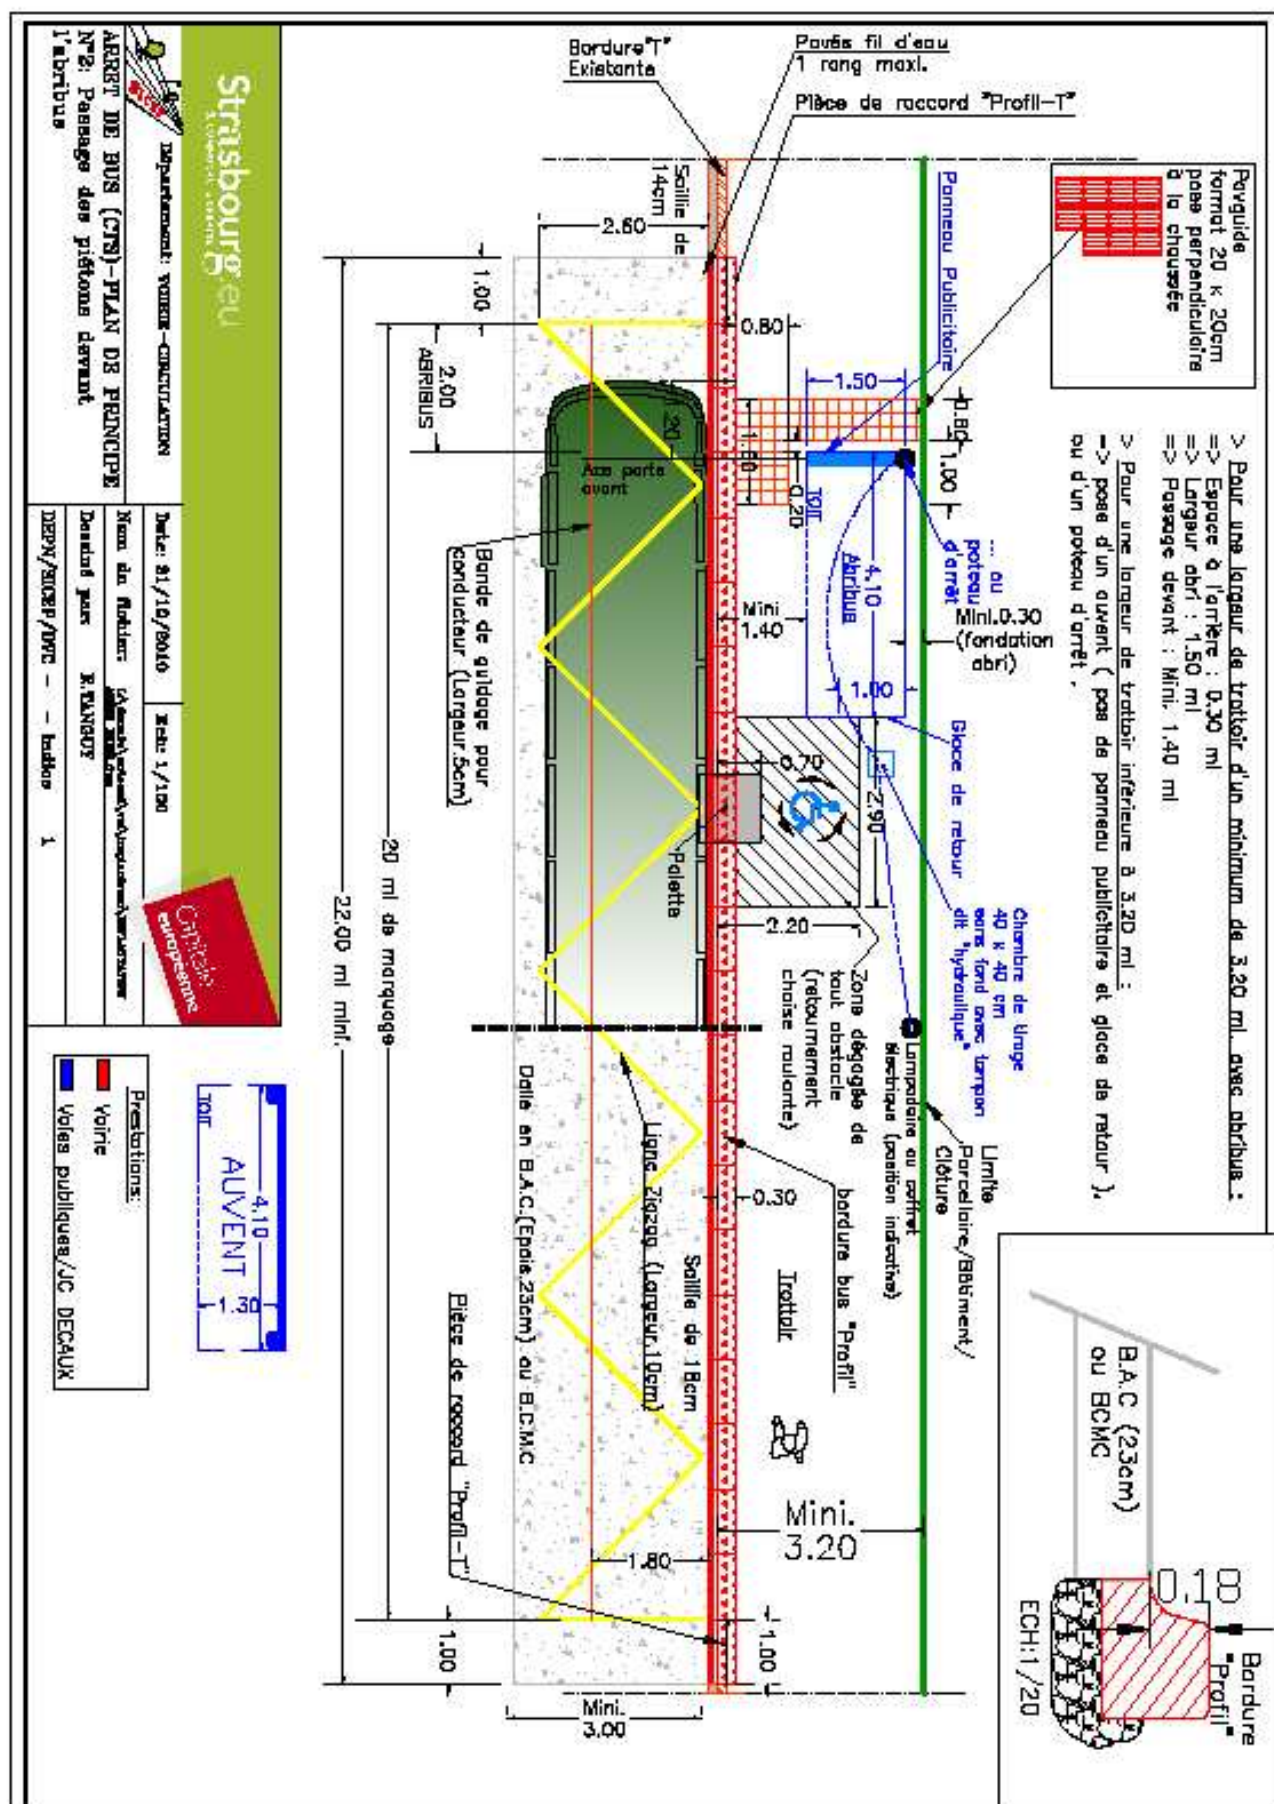 Pavguide
format 20 x 20cm
pose perpendiculaire
à la chaussée
> Pour une largeur de trottoir d'un minimum de 3.20 ml. avec abribus :
=> Espace à l'arrière : 0.30 ml
=> Largeur abri : 1.50 ml
=> Passage devant : Mini. 1.40 ml
> Pour une largeur de trottoir inférieure à 3.20 ml :
=> pose d'un auvent ( pas de panneau publicitaire et glace de retour ).
ou d'un poteau d'arrêt .
B.A.C (23cm)
ou BCMC
0.18
Bordure
"Profil"
ECH:1/20
Bordure"T"
Existante
Pavés fil d'eau
1 rang maxi.
Pièce de raccord "Profil-T"
Panneau Publicitaire
... ou
poteau
d'arrêt
Mini.0.30
(fondation
abri)
Glace de retour
Chambre de tirage
40 x 40 cm
sans fond avec tampon
dit "hydraulique"
Lampadaire ou coffret
électrique (position indicative)
Limite
Parcellaire/Bâtiment/
Clôture
Saillie de
14cm
2.60
1.00
2.00
ABRIBUS
0.80
1.50
0.80
1.00
0.20
TOIT
4.10
Abribus
1.00
Mini
1.40
0.70
2.90
2.20
Axe porte
avant
Bande de guidage pour
conducteur (Largeur.5cm)
Palette
Zone dégagée de
tout obstacle
(retournement
chaise roulante)
bordure bus "Profil"
0.30
Trottoir
Mini.
3.20
Ligne Zigzag (Largeur.10cm)
Saillie de 18cm
Dalle en B.A.C.(Epais.23cm) ou B.C.M.C
Pièce de raccord "Profil-T"
1.80
1.00
1.00
Mini.
3.00
20 ml de marquage
22.00 ml mini.
TOIT
4.10
AUVENT
1.30
Prestations:
Voirie
Voies publiques/JC DECAUX
Strasbourg.eu
Capitale
européenne
Département: VOIRIE-CIRCULATION
ARRET DE BUS (CTS)-PLAN DE PRINCIPE
N°2: Passage des piétons devant
l'abribus
Ech: 1/100
Nom du fichier:
Dessiné par: R.TANGUY
Indice 1